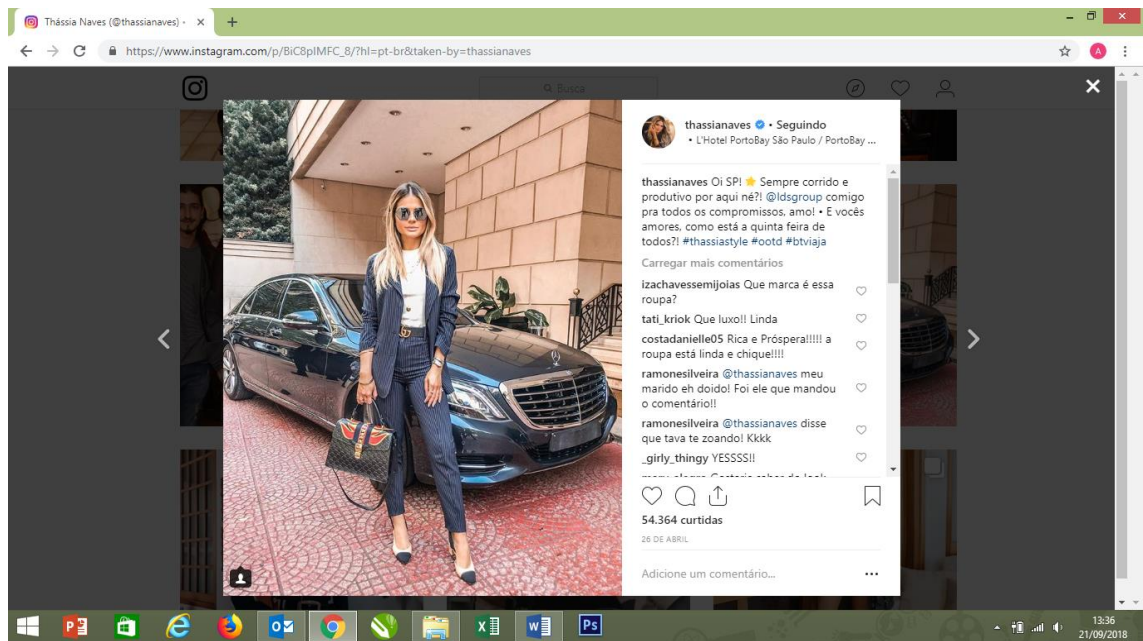 Thássia Naves (@thassianaves) •
https://www.instagram.com/p/BiC8pIMFC_8/?hl=pt-br&taken-by=thassianaves
A
Busca
thassianaves • Seguindo
• L'Hotel PortoBay São Paulo / PortoBay ...
thassianaves Oi SP! ⭐ Sempre corrido e
produtivo por aqui né?! @ldsgroup comigo
pra todos os compromissos, amo! • E vocês
amores, como está a quinta feira de
todos?! #thassiastyle #ootd #btviaja
Carregar mais comentários
izachavessemijoias Que marca é essa
roupa?
tati_kriok Que luxo!! Linda
costadanielle05 Rica e Próspera!!!!! a
roupa está linda e chique!!!!
ramonesilveira @thassianaves meu
marido eh doido! Foi ele que mandou
o comentário!!
ramonesilveira @thassianaves disse
que tava te zoando! Kkkk
_girly_thingy YESSSS!!
54.364 curtidas
26 DE ABRIL
Adicione um comentário...
13:36
21/09/2018